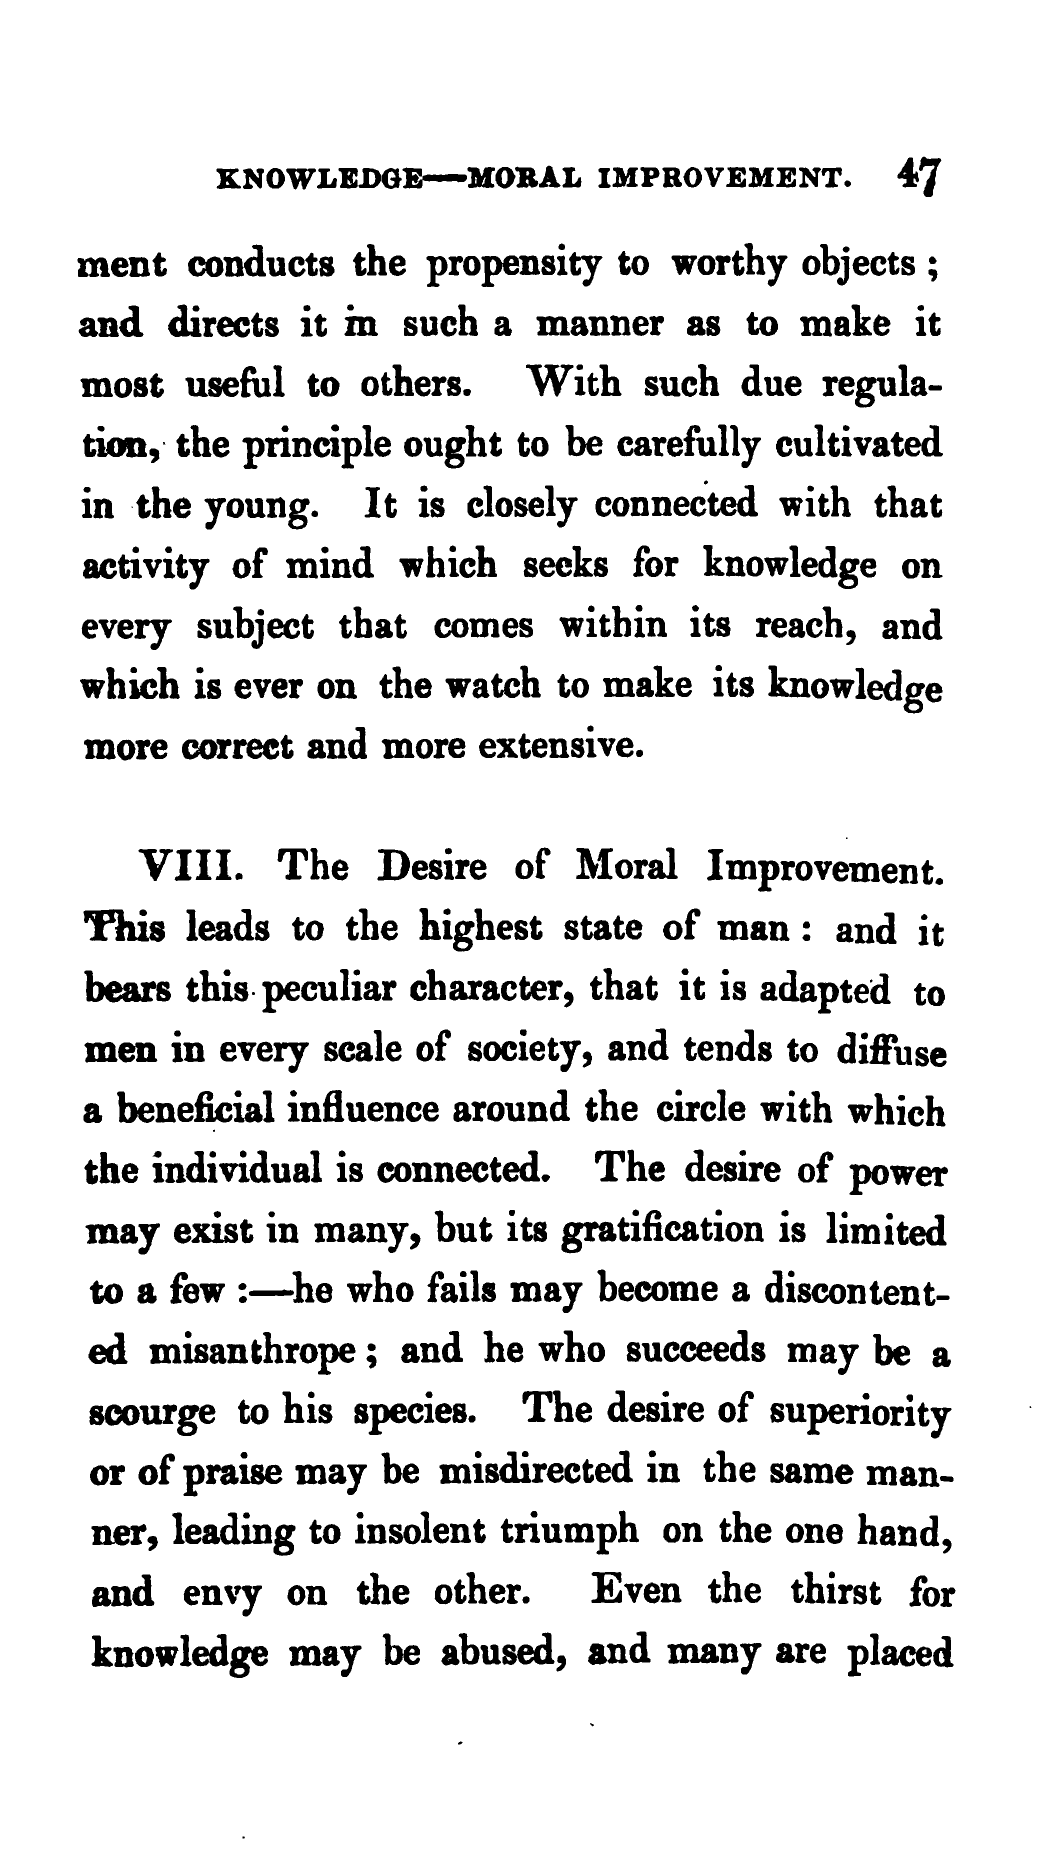 KNOWLEDGE—MORAL IMPROVEMENT. 47
ment conducts the propensity to worthy objects ;
and directs it in such a manner as to make it
most useful to others. With such due regula-
tion, the principle ought to be carefully cultivated
in the young. It is closely connected with that
activity of mind which seeks for knowledge on
every subject that comes within its reach, and
which is ever on the watch to make its knowledge
more correct and more extensive.
VIII. The Desire of Moral Improvement.
This leads to the highest state of man : and it
bears this peculiar character, that it is adapted to
men in every scale of society, and tends to diffuse
a beneficial influence around the circle with which
the individual is connected. The desire of power
may exist in many, but its gratification is limited
to a few :—he who fails may become a discontent-
ed misanthrope ; and he who succeeds may be a
scourge to his species. The desire of superiority
or of praise may be misdirected in the same man-
ner, leading to insolent triumph on the one hand,
and envy on the other. Even the thirst for
knowledge may be abused, and many are placed